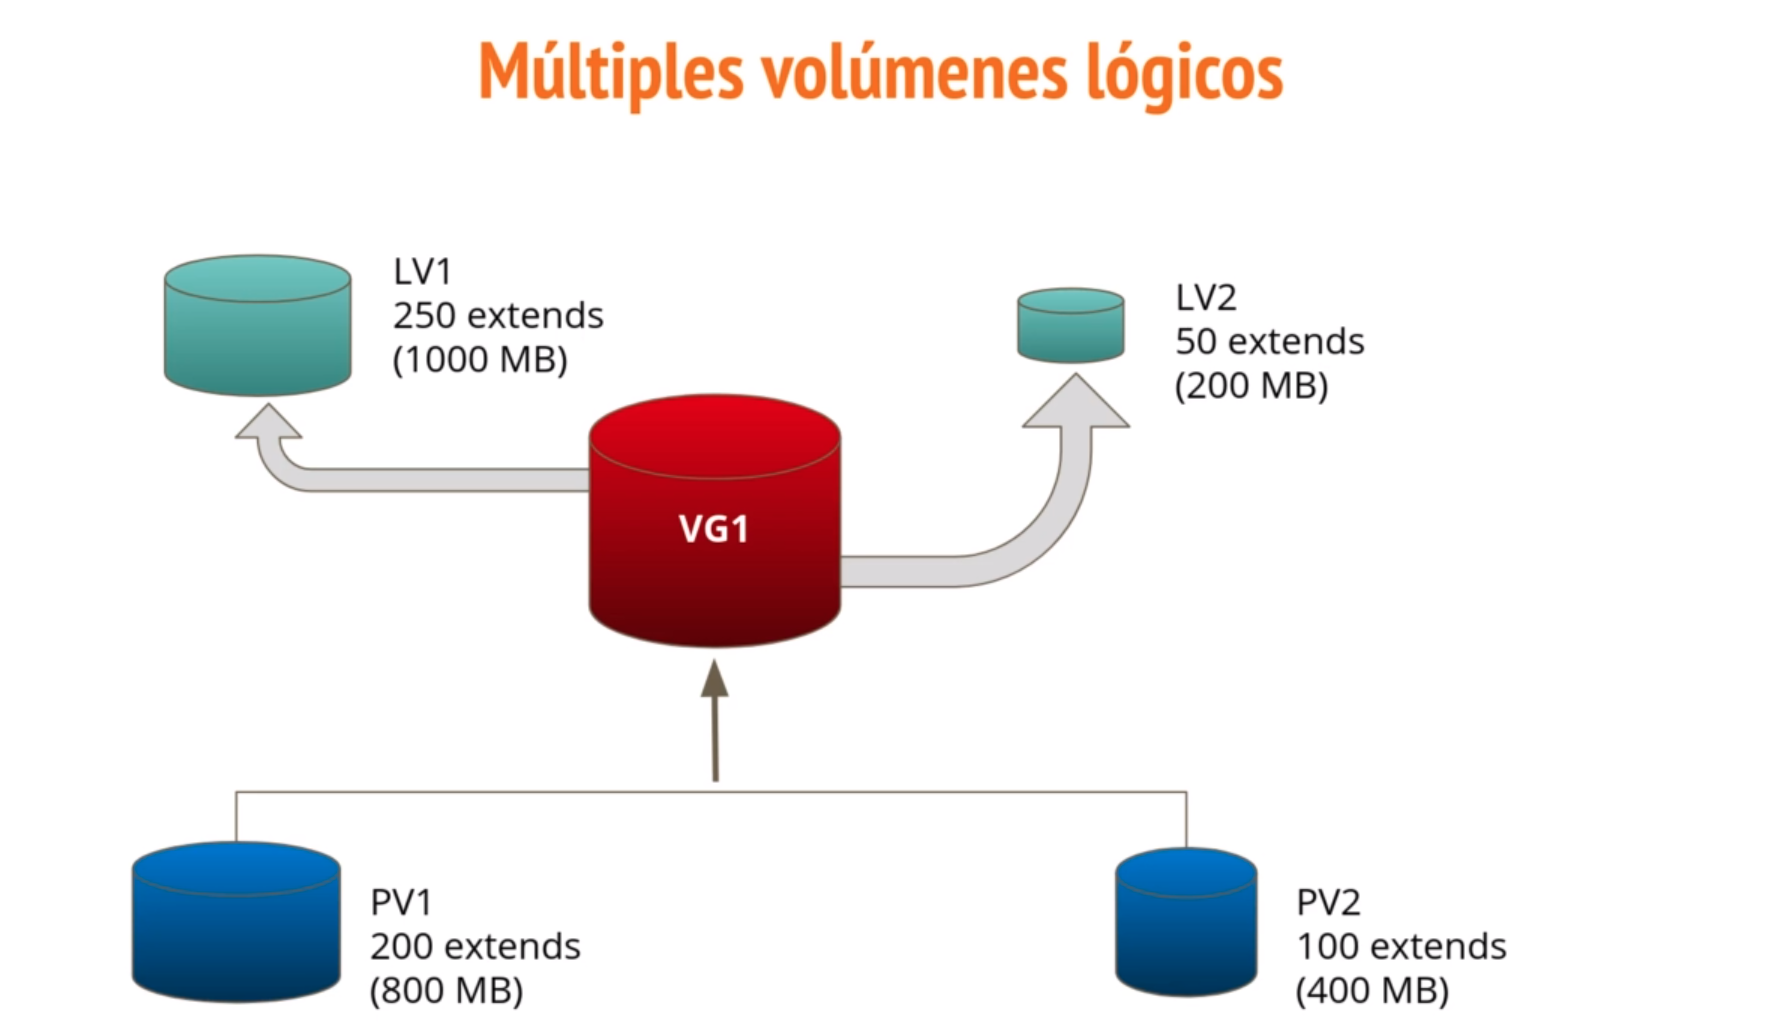 Múltiples volúmenes lógicos
LV1
250 extends
(1000 MB)
LV2
50 extends
(200 MB)
VG1
PV1
200 extends
(800 MB)
PV2
100 extends
(400 MB)